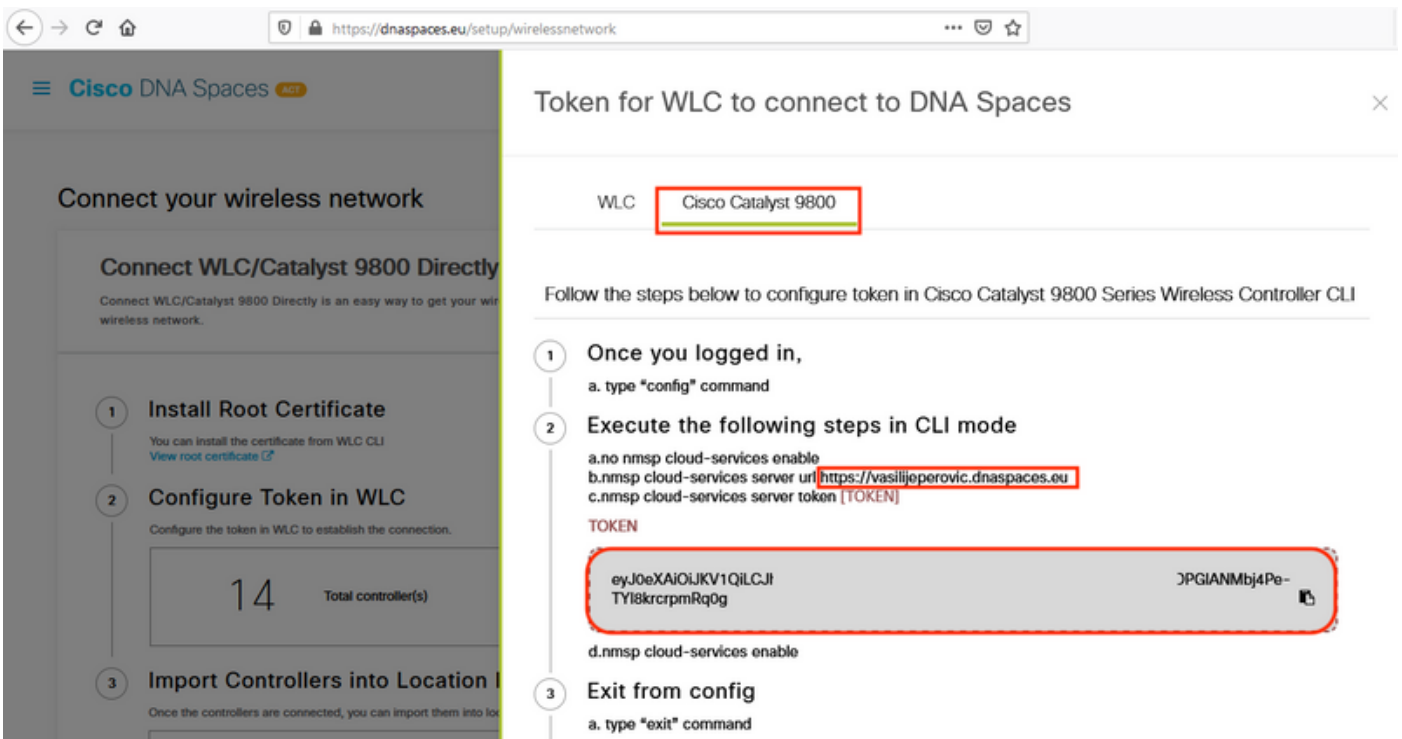 https://dnaspaces.eu/setup/wirelessnetwork
Cisco DNA Spaces ACT
Connect your wireless network
Connect WLC/Catalyst 9800 Directly
Connect WLC/Catalyst 9800 Directly is an easy way to get your
wireless network.
1 Install Root Certificate
You can install the certificate from WLC CLI
View root certificate
2 Configure Token in WLC
Configure the token in WLC to establish the connection.
14 Total controller(s)
3 Import Controllers into Location
Once the controllers are connected, you can import them into
Token for WLC to connect to DNA Spaces
WLC Cisco Catalyst 9800
Follow the steps below to configure token in Cisco Catalyst 9800 Series Wireless Controller CLI
1 Once you logged in,
a. type "config" command
2 Execute the following steps in CLI mode
a.no nmsp cloud-services enable
b.nmsp cloud-services server url https://vasilijeperovic.dnaspaces.eu
c.nmsp cloud-services server token [TOKEN]
TOKEN
eyJ0eXAiOiJKV1QiLCJ PGIANMbj4Pe-
TYI8krcrpmRq0g
d.nmsp cloud-services enable
3 Exit from config
a. type "exit" command